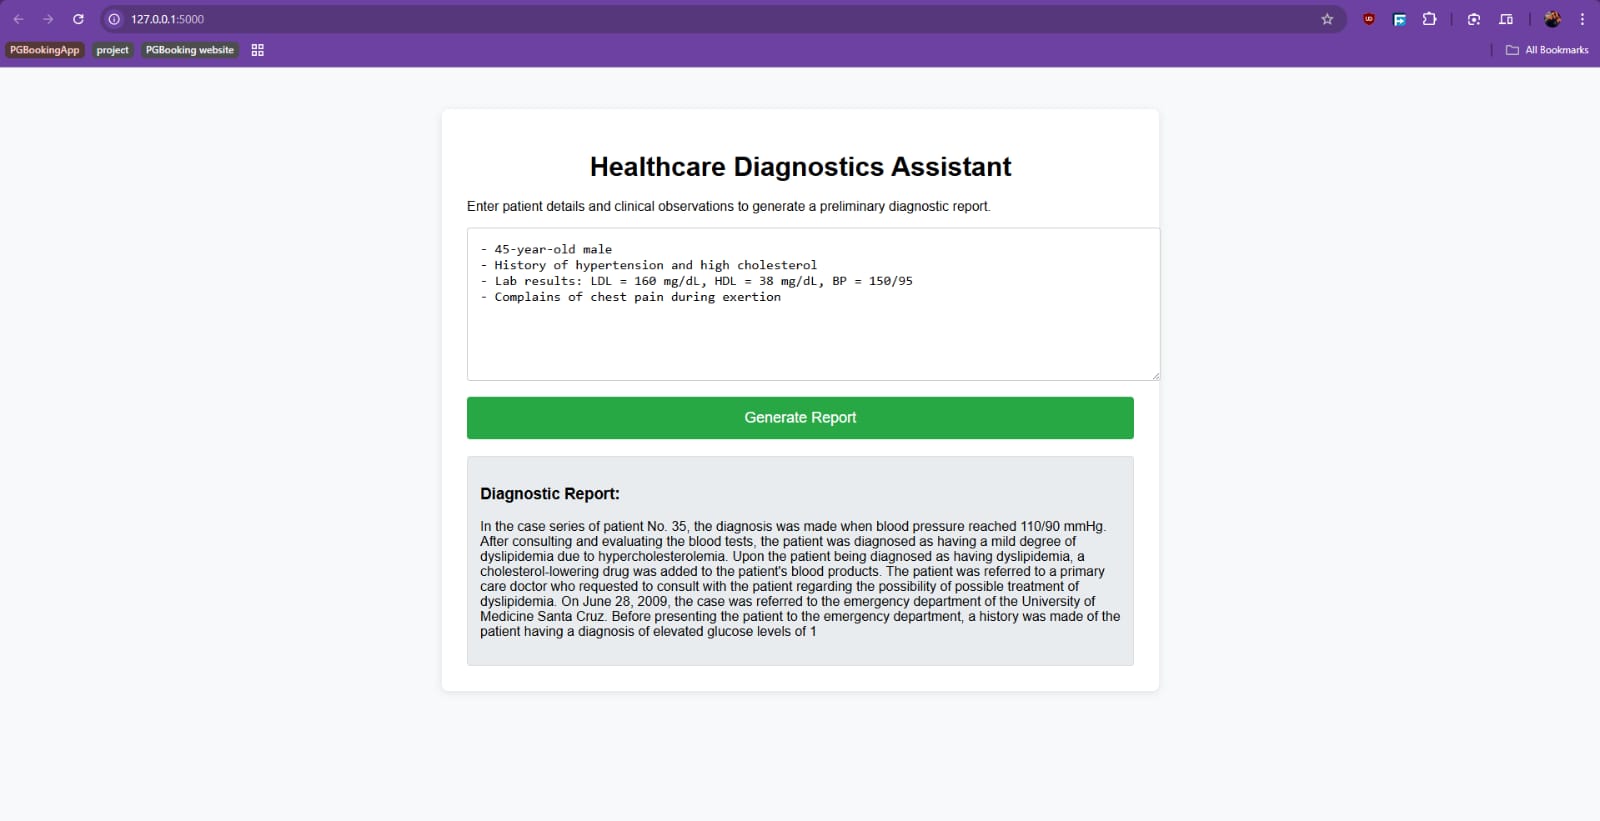 127.0.0.1:5000
PGBookingApp project PGBooking website All Bookmarks
Healthcare Diagnostics Assistant
Enter patient details and clinical observations to generate a preliminary diagnostic report.
- 45-year-old male
- History of hypertension and high cholesterol
- Lab results: LDL = 160 mg/dL, HDL = 38 mg/dL, BP = 150/95
- Complains of chest pain during exertion
Generate Report
Diagnostic Report:
In the case series of patient No. 35, the diagnosis was made when blood pressure reached 110/90 mmHg.
After consulting and evaluating the blood tests, the patient was diagnosed as having a mild degree of
dyslipidemia due to hypercholesterolemia. Upon the patient being diagnosed as having dyslipidemia, a
cholesterol-lowering drug was added to the patient's blood products. The patient was referred to a primary
care doctor who requested to consult with the patient regarding the possibility of possible treatment of
dyslipidemia. On June 28, 2009, the case was referred to the emergency department of the University of
Medicine Santa Cruz. Before presenting the patient to the emergency department, a history was made of the
patient having a diagnosis of elevated glucose levels of 1